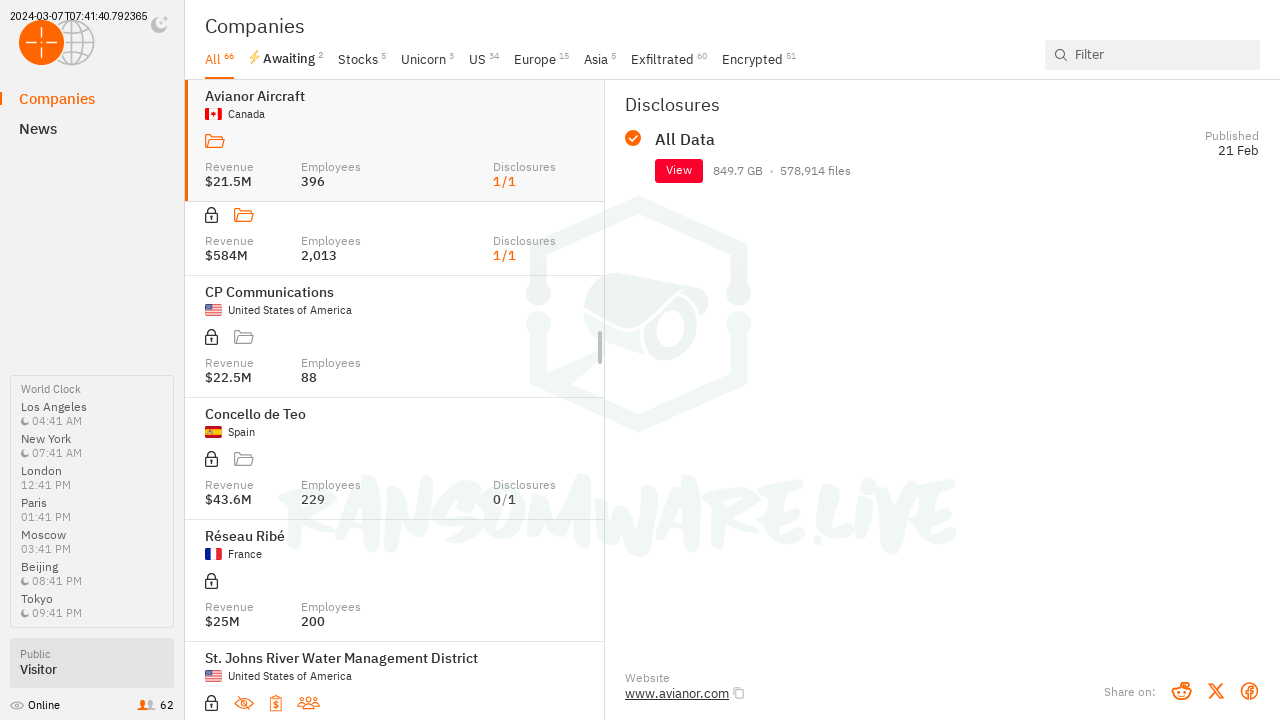 2024-03-07T07:41:40.792365
Companies
News
World Clock
Los Angeles
04:41 AM
New York
07:41 AM
London
12:41 PM
Paris
01:41 PM
Moscow
03:41 PM
Beijing
08:41 PM
Tokyo
09:41 PM
Public
Visitor
Online 62
Companies
All 66 Awaiting 2 Stocks 5 Unicorn 3 US 34 Europe 15 Asia 5 Exfiltrated 60 Encrypted 51
Filter
Avianor Aircraft
Canada
Revenue Employees Disclosures
$21.5M 396 1/1
Revenue Employees Disclosures
$584M 2,013 1/1
CP Communications
United States of America
Revenue Employees
$22.5M 88
Concello de Teo
Spain
Revenue Employees Disclosures
$43.6M 229 0/1
Réseau Ribé
France
Revenue Employees
$25M 200
St. Johns River Water Management District
United States of America
Disclosures
All Data
Published
21 Feb
View 849.7 GB • 578,914 files
RANSOMWARE.LIVE
Website
www.avianor.com
Share on: